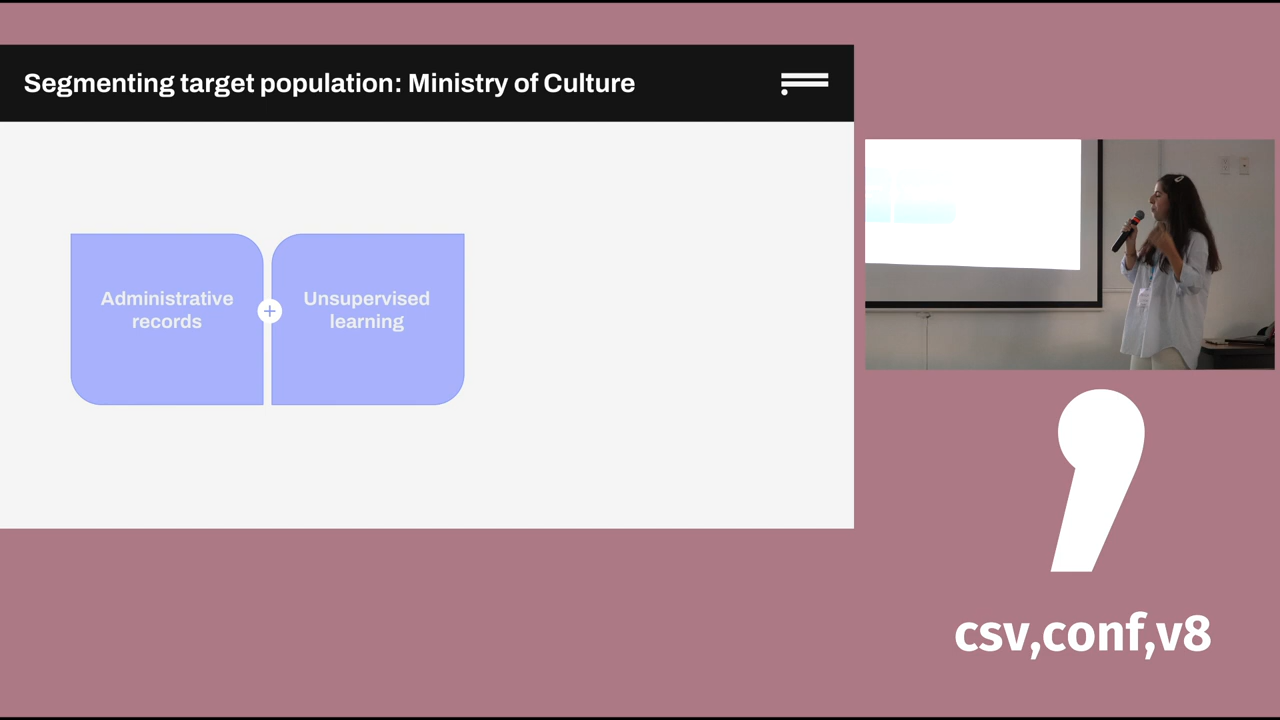 Segmenting target population: Ministry of Culture
Administrative
records
+
Unsupervised
learning
csv,conf,v8